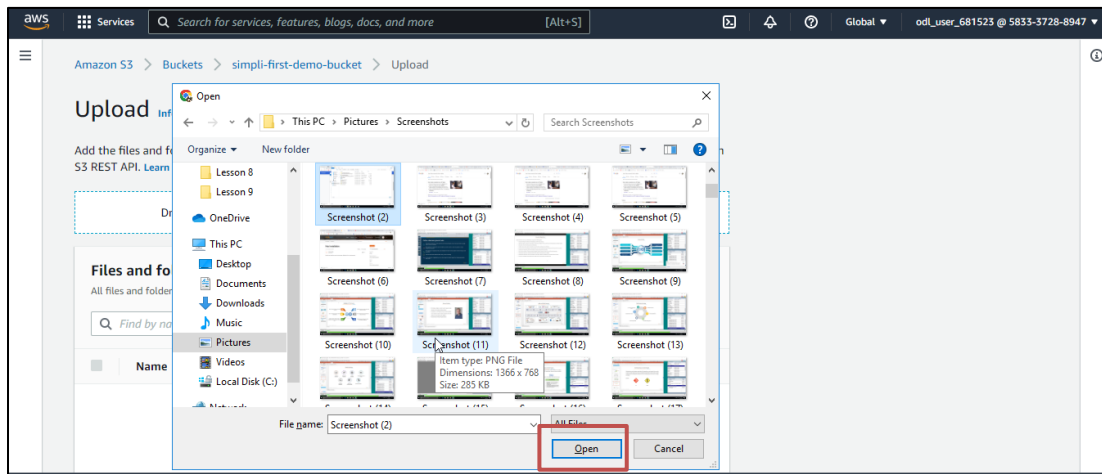 aws Services Search for services, features, blogs, docs, and more [Alt+S] Global odl_user_681523 @ 5833-3728-8947
Amazon S3 > Buckets > simpli-first-demo-bucket > Upload
Upload
Add the files and
S3 REST API. Learn
Files and fo
All files and folder
Find by na
Name
Open
This PC > Pictures > Screenshots Search Screenshots
Organize New folder
Lesson 8
Lesson 9
OneDrive
This PC
Desktop
Documents
Downloads
Music
Pictures
Videos
Local Disk (C:)
Screenshot (2) Screenshot (3) Screenshot (4) Screenshot (5)
Screenshot (6) Screenshot (7) Screenshot (8) Screenshot (9)
Screenshot (10) Screenshot (11) Screenshot (12) Screenshot (13)
Item type: PNG File
Dimensions: 1366 x 768
Size: 285 KB
File name: Screenshot (2) All Files
Open Cancel